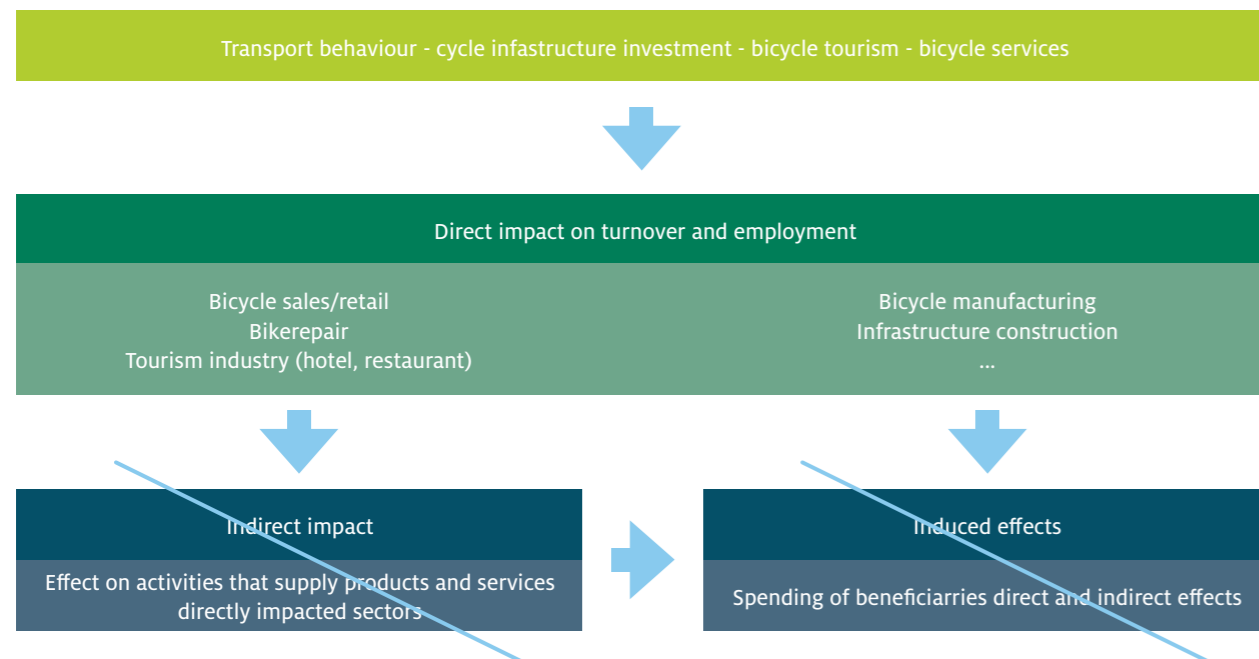 Transport behaviour - cycle infastructure investment - bicycle tourism - bicycle services
Direct impact on turnover and employment
Bicycle sales/retail
Bikerepair
Tourism industry (hotel, restaurant)
Bicycle manufacturing
Infrastructure construction
...
Indirect impact
Effect on activities that supply products and services
directly impacted sectors
Induced effects
Spending of beneficiarries direct and indirect effects